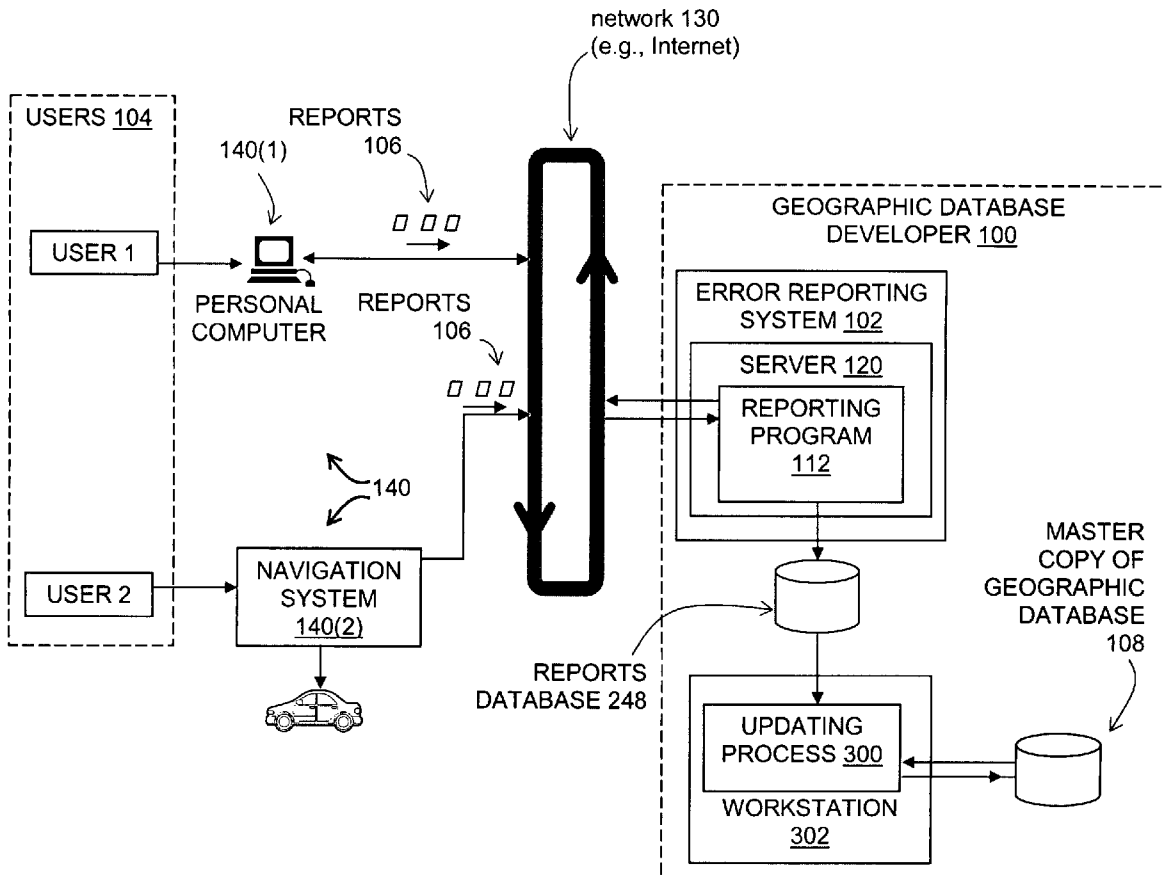 network 130
(e.g., Internet)
USERS 104
REPORTS
106
140(1)
USER 1
PERSONAL
COMPUTER
REPORTS
106
GEOGRAPHIC DATABASE
DEVELOPER 100
ERROR REPORTING
SYSTEM 102
SERVER 120
REPORTING
PROGRAM
112
140
USER 2
NAVIGATION
SYSTEM
140(2)
MASTER
COPY OF
GEOGRAPHIC
DATABASE
108
REPORTS
DATABASE 248
UPDATING
PROCESS 300
WORKSTATION
302